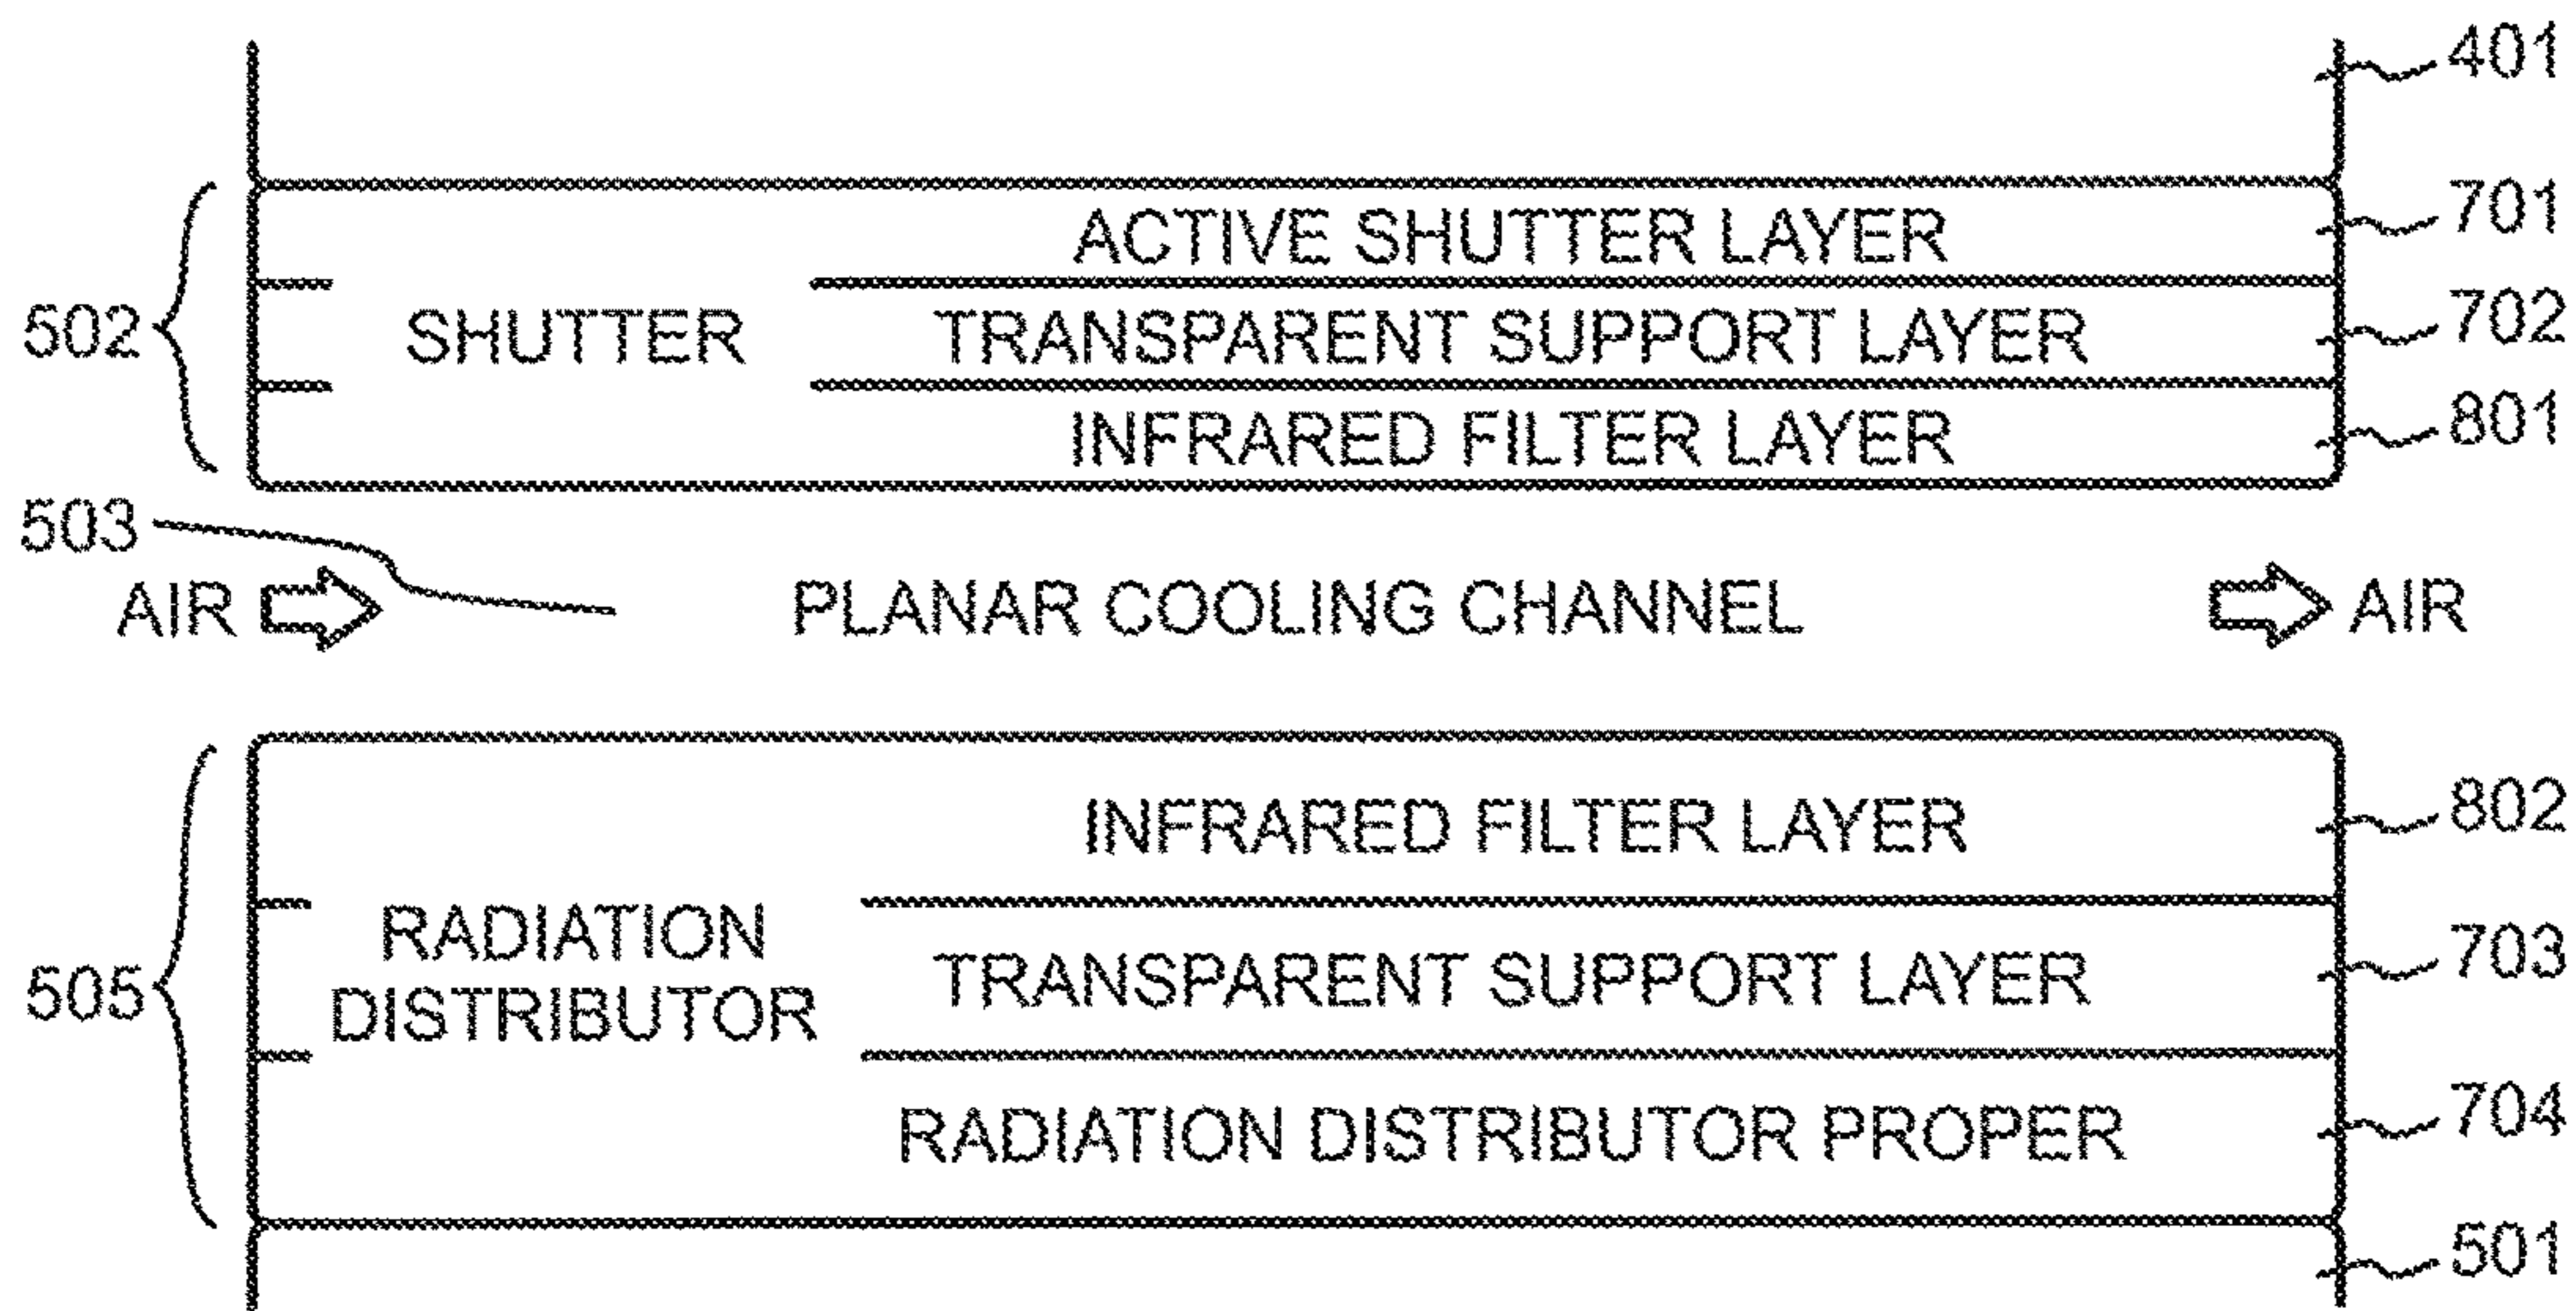 401
701
ACTIVE SHUTTER LAYER
502
SHUTTER
TRANSPARENT SUPPORT LAYER
702
INFRARED FILTER LAYER
801
503
AIR
PLANAR COOLING CHANNEL
AIR
INFRARED FILTER LAYER
802
505
RADIATION
DISTRIBUTOR
TRANSPARENT SUPPORT LAYER
703
RADIATION DISTRIBUTOR PROPER
704
501